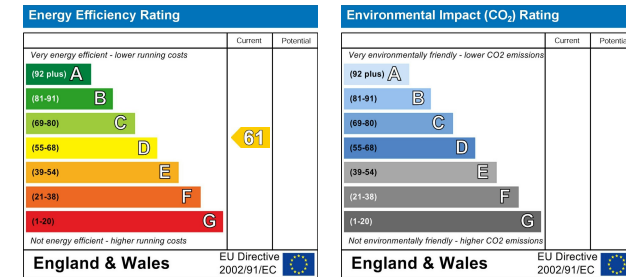 Energy Efficiency Rating
Current Potential
Very energy efficient - lower running costs
(92 plus) A
(81-91) B
(69-80) C
(55-68) D
61
(39-54) E
(21-38) F
(1-20) G
Not energy efficient - higher running costs
England & Wales
EU Directive
2002/91/EC
Environmental Impact (CO₂) Rating
Current Potential
Very environmentally friendly - lower CO2 emissions
(92 plus) A
(81-91) B
(69-80) C
(55-68) D
(39-54) E
(21-38) F
(1-20) G
Not environmentally friendly - higher CO2 emissions
England & Wales
EU Directive
2002/91/EC